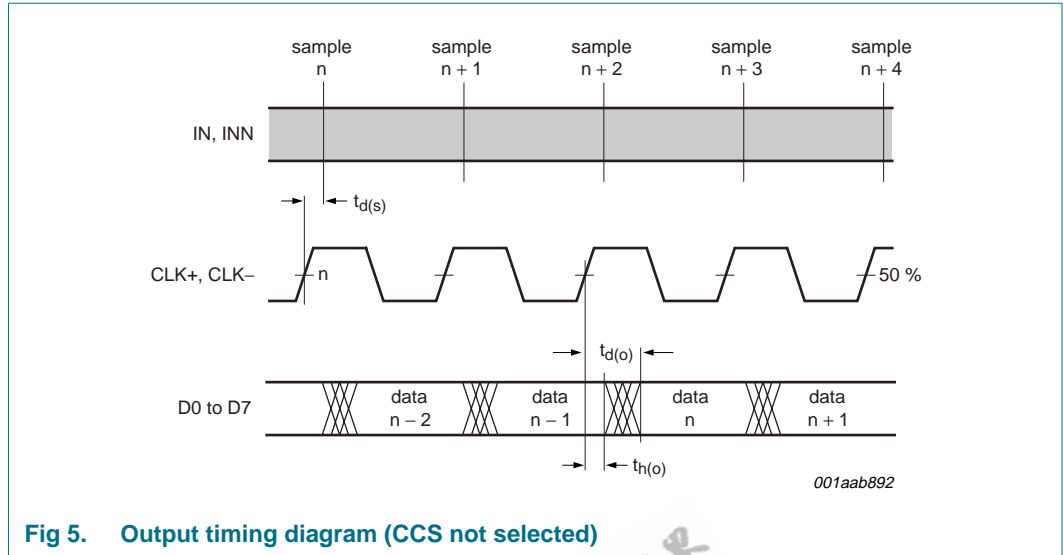 sample n
sample n + 1
sample n + 2
sample n + 3
sample n + 4
IN, INN
td(s)
CLK+, CLK−
n
50 %
td(o)
D0 to D7
data n − 2
data n − 1
data n
data n + 1
th(o)
001aab892
Fig 5. Output timing diagram (CCS not selected)